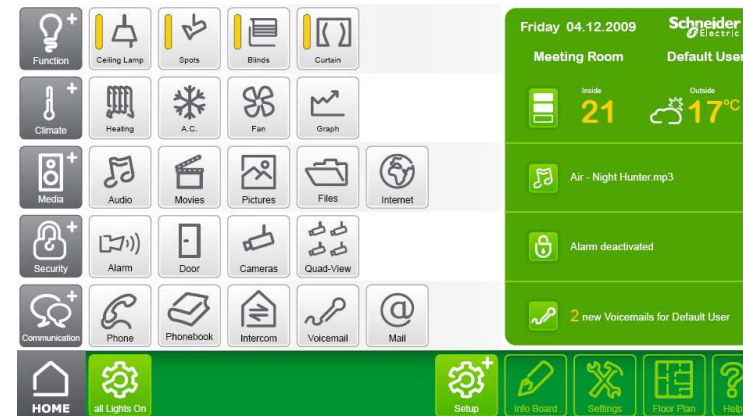 Function
Ceiling Lamp
Spots
Blinds
Curtain
Climate
Heating
A.C.
Fan
Graph
Media
Audio
Movies
Pictures
Files
Internet
Security
Alarm
Door
Cameras
Quad-View
Communication
Phone
Phonebook
Intercom
Voicemail
Mail
Friday 04.12.2009
Schneider
Electric
Meeting Room Default User
Inside Outside
21 17°C
Air - Night Hunter.mp3
Alarm deactivated
2 new Voicemails for Default User
HOME
all Lights On
Setup
Info Board
Settings
Floor Plan
Help